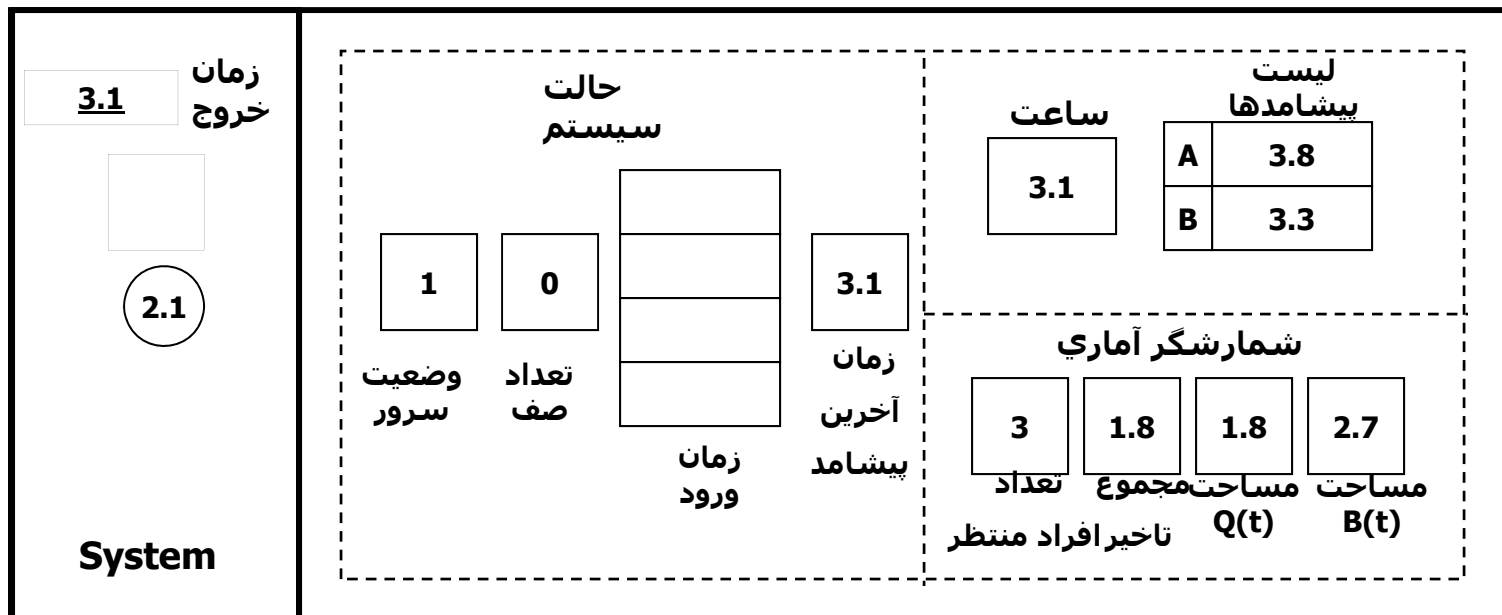 زمان
خروج
3.1
2.1
System
حالت
سیستم
1
0
3.1
وضعیت
سرور
تعداد
صف
زمان
ورود
زمان
آخرین
پیشامد
ساعت
3.1
لیست
پیشامدها
A 3.8
B 3.3
شمارشگر آماري
3 1.8 1.8 2.7
تعداد
افراد منتظر
مجموع
تاخیر
مساحت
Q(t)
مساحت
B(t)